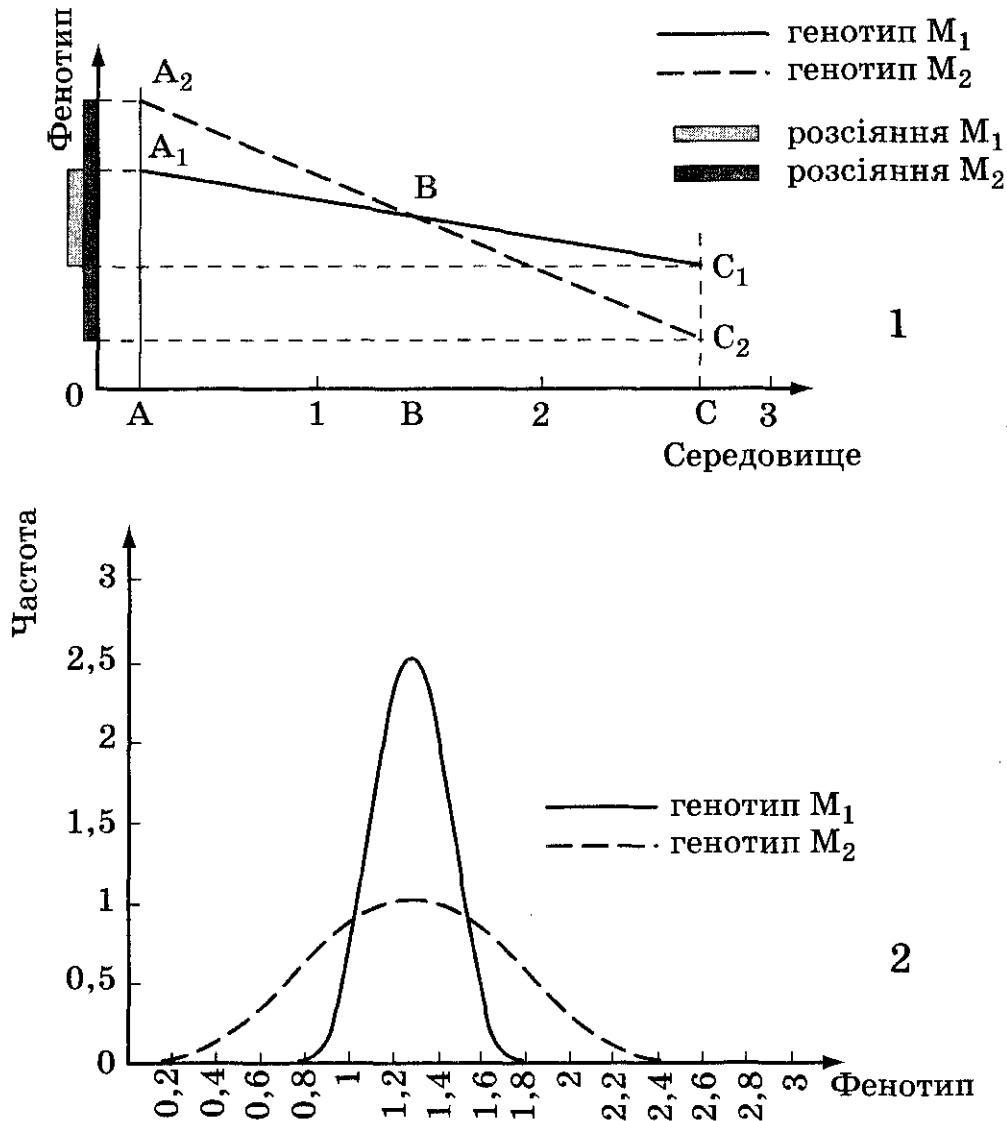 Фенотип
A₂
A₁
B
C₁
C₂
генотип M₁
генотип M₂
розсіяння M₁
розсіяння M₂
1
0
A
1
B
2
C
3
Середовище
Частота
3
2,5
2
1,5
1
0,5
0
генотип M₁
генотип M₂
2
0,2
0,4
0,6
0,8
1
1,2
1,4
1,6
1,8
2
2,2
2,4
2,6
2,8
3
Фенотип